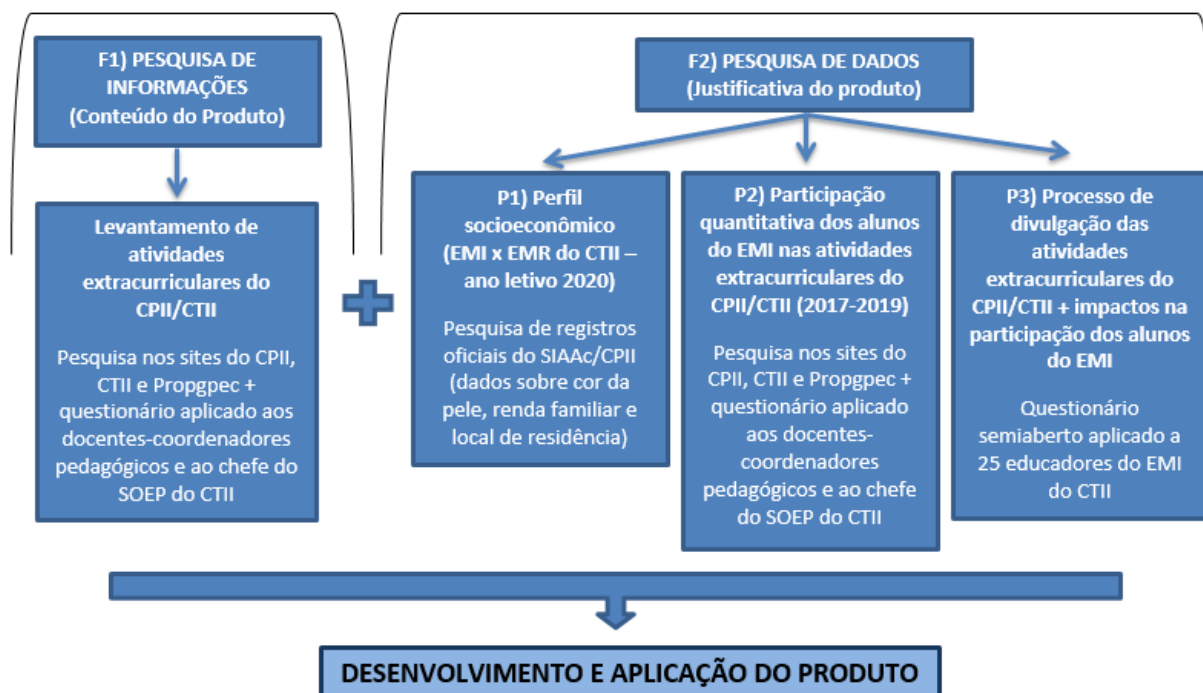 F1) PESQUISA DE
INFORMAÇÕES
(Conteúdo do Produto)
Levantamento de
atividades
extracurriculares do
CPII/CTII
Pesquisa nos sites do CPII,
CTII e Propgpec +
questionário aplicado aos
docentes-coordenadores
pedagógicos e ao chefe do
SOEP do CTII
F2) PESQUISA DE DADOS
(Justificativa do produto)
P1) Perfil
socioeconômico
(EMI x EMR do CTII –
ano letivo 2020)
Pesquisa de registros
oficiais do SIAAc/CPII
(dados sobre cor da
pele, renda familiar e
local de residência)
P2) Participação
quantitativa dos alunos
do EMI nas atividades
extracurriculares do
CPII/CTII (2017-2019)
Pesquisa nos sites do
CPII, CTII e Propgpec +
questionário aplicado
aos docentes-
coordenadores
pedagógicos e ao chefe
do SOEP do CTII
P3) Processo de
divulgação das
atividades
extracurriculares do
CPII/CTII + impactos na
participação dos alunos
do EMI
Questionário
semiaberto aplicado a
25 educadores do EMI
do CTII
DESENVOLVIMENTO E APLICAÇÃO DO PRODUTO